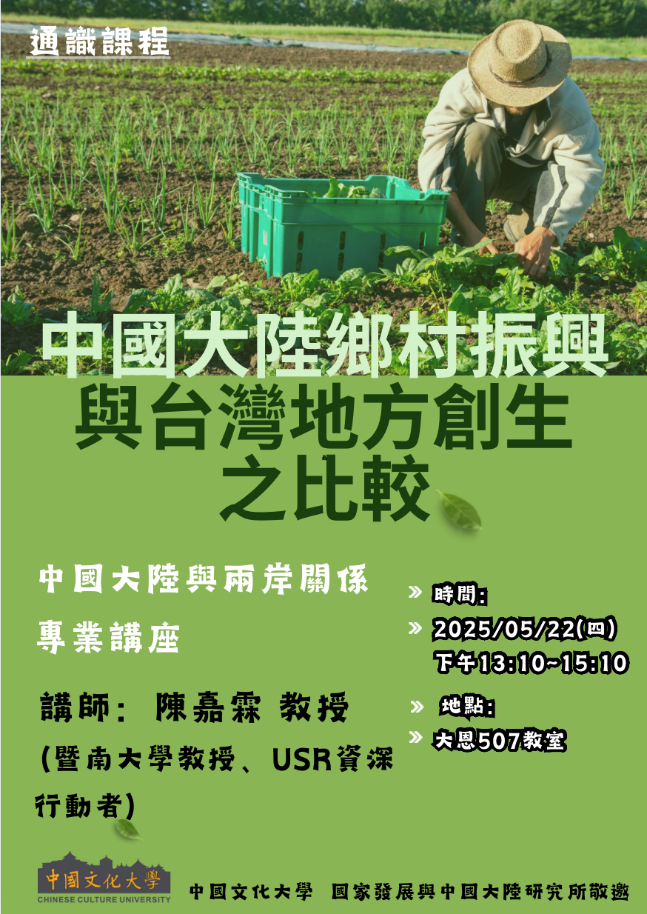 通識課程
中國大陸鄉村振興
與台灣地方創生
之比較
中國大陸與兩岸關係
專業講座
講師: 陳嘉霖 教授
(暨南大學教授、USR資深
行動者)
» 時間:
» 2025/05/22(四)
下午13:10~15:10
» 地點:
» 大恩507教室
中國文化大學
CHINESE CULTURE UNIVERSITY
中國文化大學 國家發展與中國大陸研究所敬邀